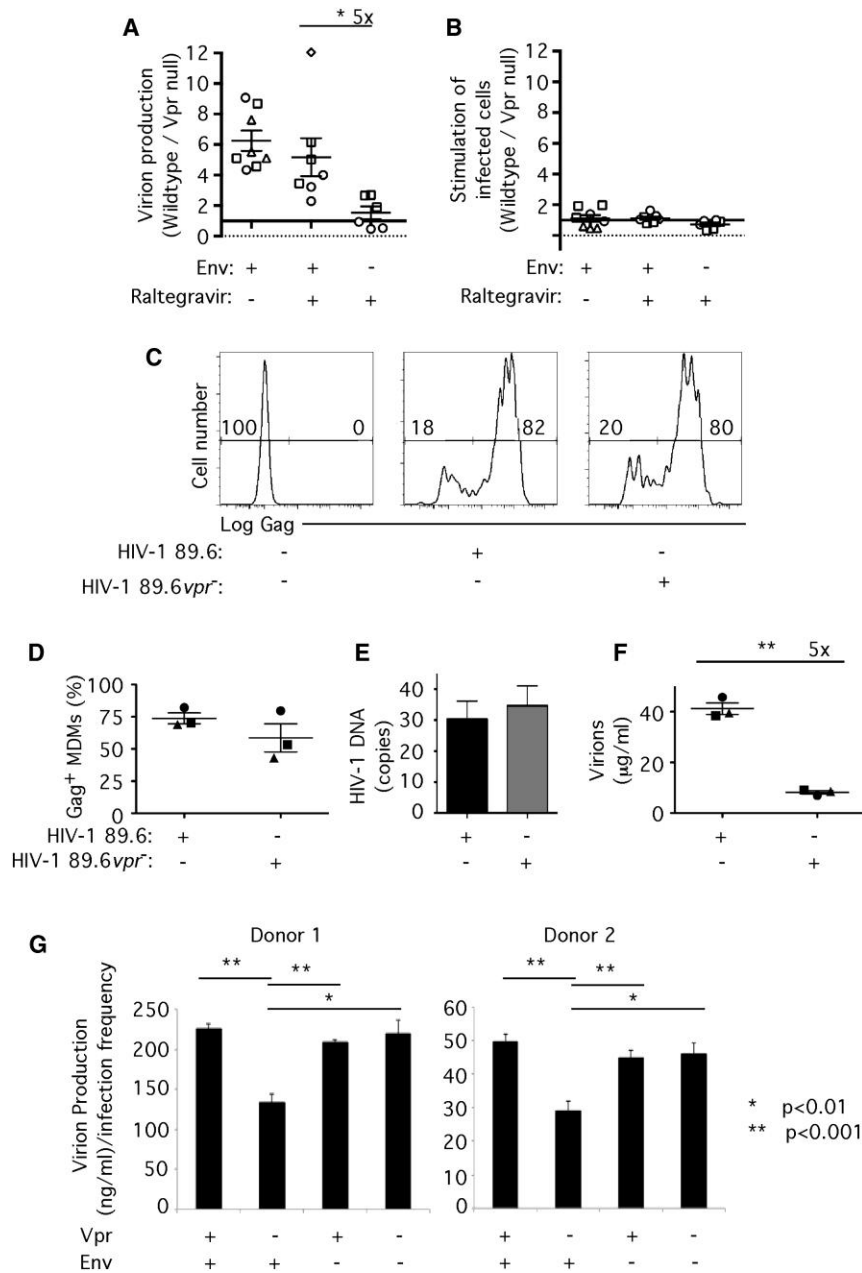 A
* 5x
Virion production
(Wildtype / Vpr null)
12
10
8
6
4
2
0
Env: + + -
Raltegravir: - + +
B
Stimulation of
infected cells
(Wildtype / Vpr null)
12
10
8
6
4
2
Env: + + -
Raltegravir: - + +
C
Cell number
100 0
18 82
20 80
Log Gag
HIV-1 89.6: - + -
HIV-1 89.6vpr⁻: - - +
D
Gag⁺ MDMs (%)
100
75
50
25
0
HIV-1 89.6: + -
HIV-1 89.6vpr⁻: - +
E
HIV-1 DNA
(copies)
40
30
20
10
0
+ -
- +
F
** 5x
Virions
(μg/ml)
40
20
0
+ -
- +
G
Virion Production
(ng/ml)/infection frequency
Donor 1
** **
*
250
200
150
100
50
0
Vpr + - + -
Env + + - -
Donor 2
** **
*
60
50
40
30
20
10
0
+ - + -
+ + - -
* p<0.01
** p<0.001